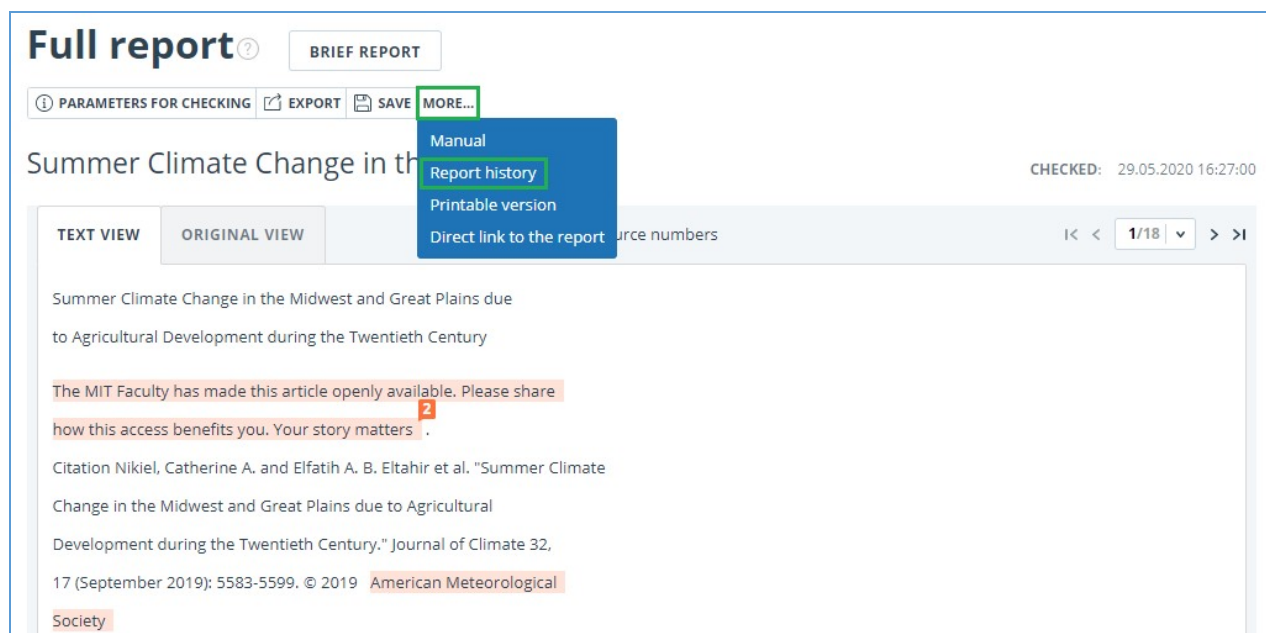 Full report ? BRIEF REPORT
PARAMETERS FOR CHECKING EXPORT SAVE MORE...
Manual
Summer Climate Change in th
Report history
CHECKED: 29.05.2020 16:27:00
Printable version
TEXT VIEW ORIGINAL VIEW
Direct link to the report
urce numbers
1/18
Summer Climate Change in the Midwest and Great Plains due
to Agricultural Development during the Twentieth Century
The MIT Faculty has made this article openly available. Please share
2
how this access benefits you. Your story matters .
Citation Nikiel, Catherine A. and Elfatih A. B. Eltahir et al. "Summer Climate
Change in the Midwest and Great Plains due to Agricultural
Development during the Twentieth Century." Journal of Climate 32,
17 (September 2019): 5583-5599. © 2019 American Meteorological
Society